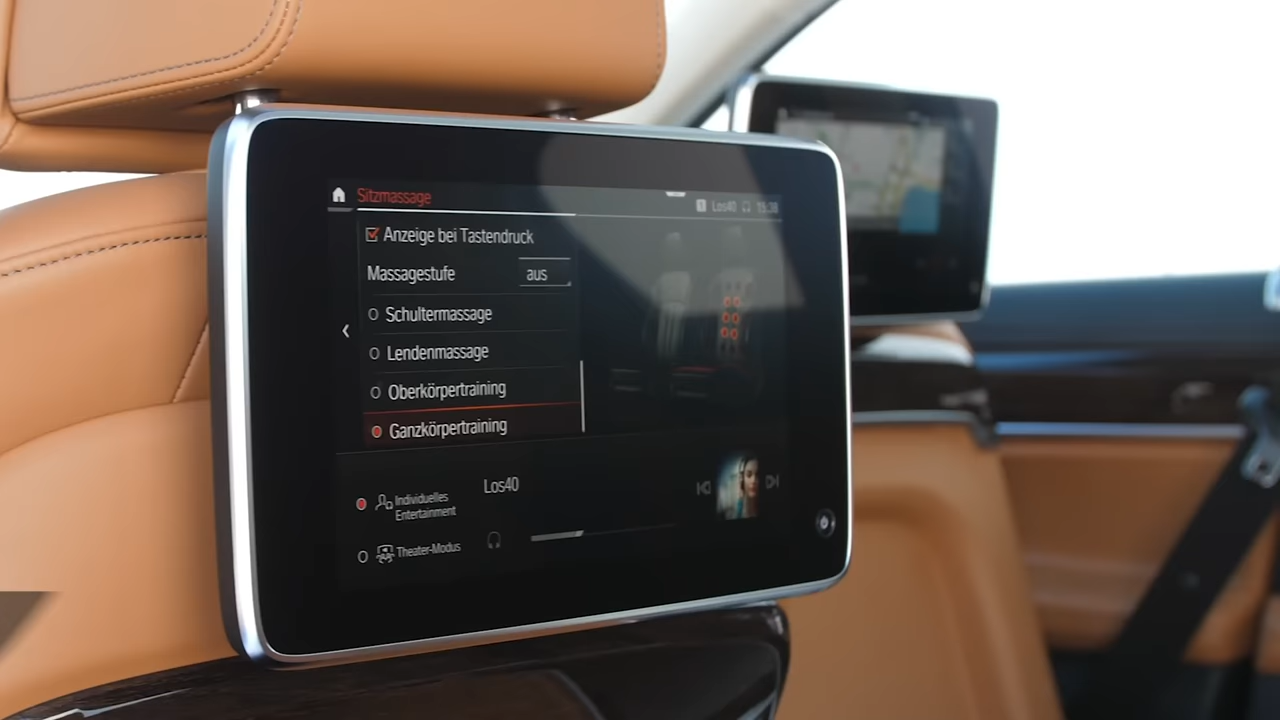 Sitzmassage
Los40 15:38
Anzeige bei Tastendruck
Massagestufe aus
Schultermassage
Lendenmassage
Oberkörpertraining
Ganzkörpertraining
Individuelles
Entertainment
Los40
Theater-Modus